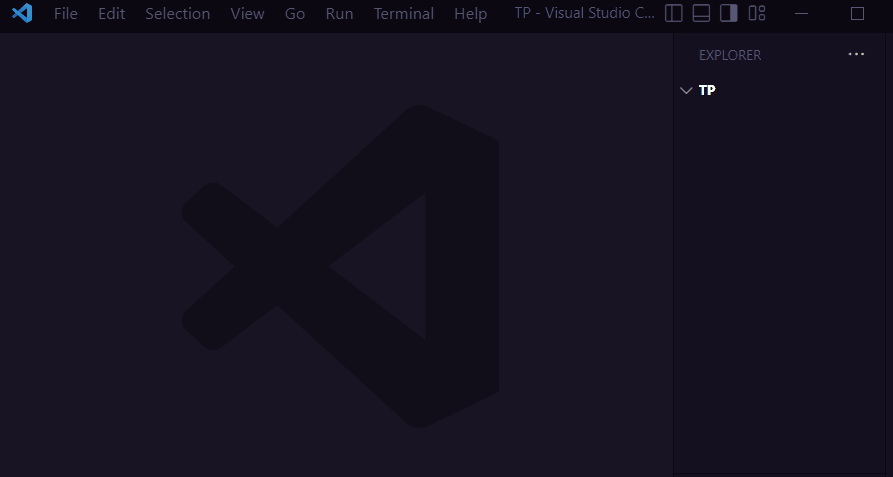 File Edit Selection View Go Run Terminal Help TP - Visual Studio C...
EXPLORER
TP